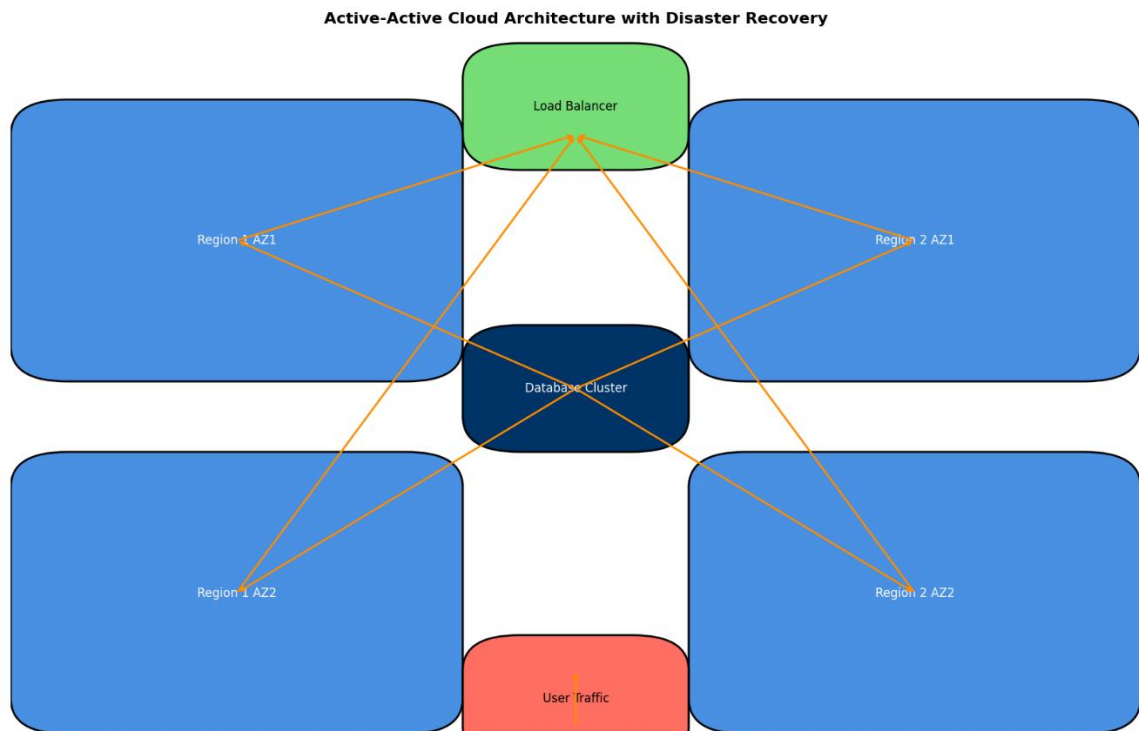 Active-Active Cloud Architecture with Disaster Recovery
Load Balancer
Region 1 AZ1
Region 2 AZ1
Database Cluster
Region 1 AZ2
Region 2 AZ2
User Traffic